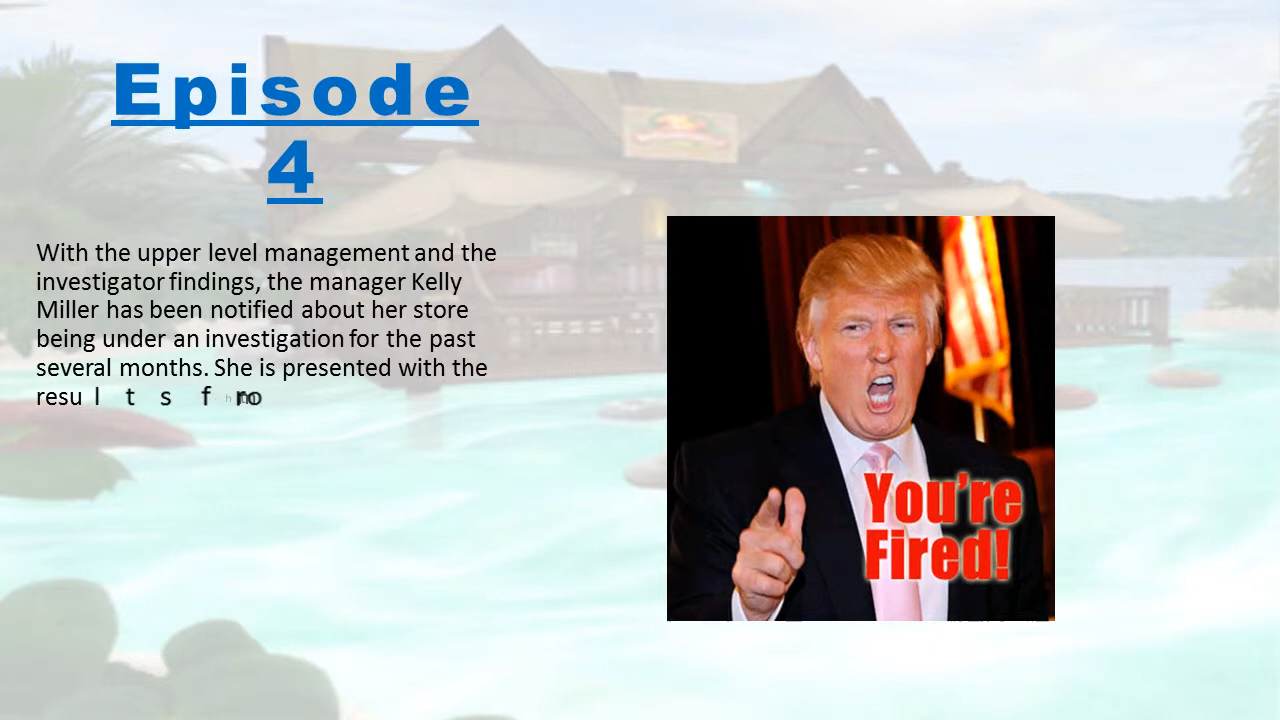 Episode
4
With the upper level management and the
investigator findings, the manager Kelly
Miller has been notified about her store
being under an investigation for the past
several months. She is presented with the
results
You're
Fired!